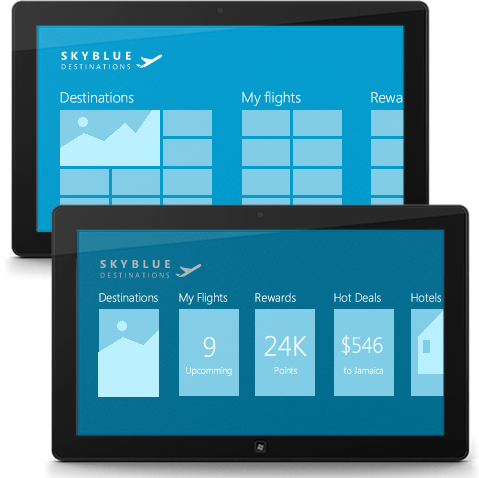 SKYBLUE
DESTINATIONS
Destinations
My flights
Rewa
SKYBLUE
DESTINATIONS
Destinations
My Flights
Rewards
Hot Deals
Hotels
9
Upcomming
24K
Points
$546
to Jamaica